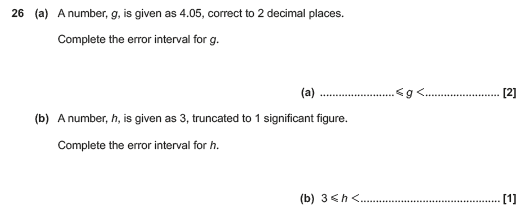 26 (a) A number, g, is given as 4.05, correct to 2 decimal places.
Complete the error interval for g.
(a) ........................ ⩽ g < ........................ [2]
(b) A number, h, is given as 3, truncated to 1 significant figure.
Complete the error interval for h.
(b) 3 ⩽ h < ............................................. [1]